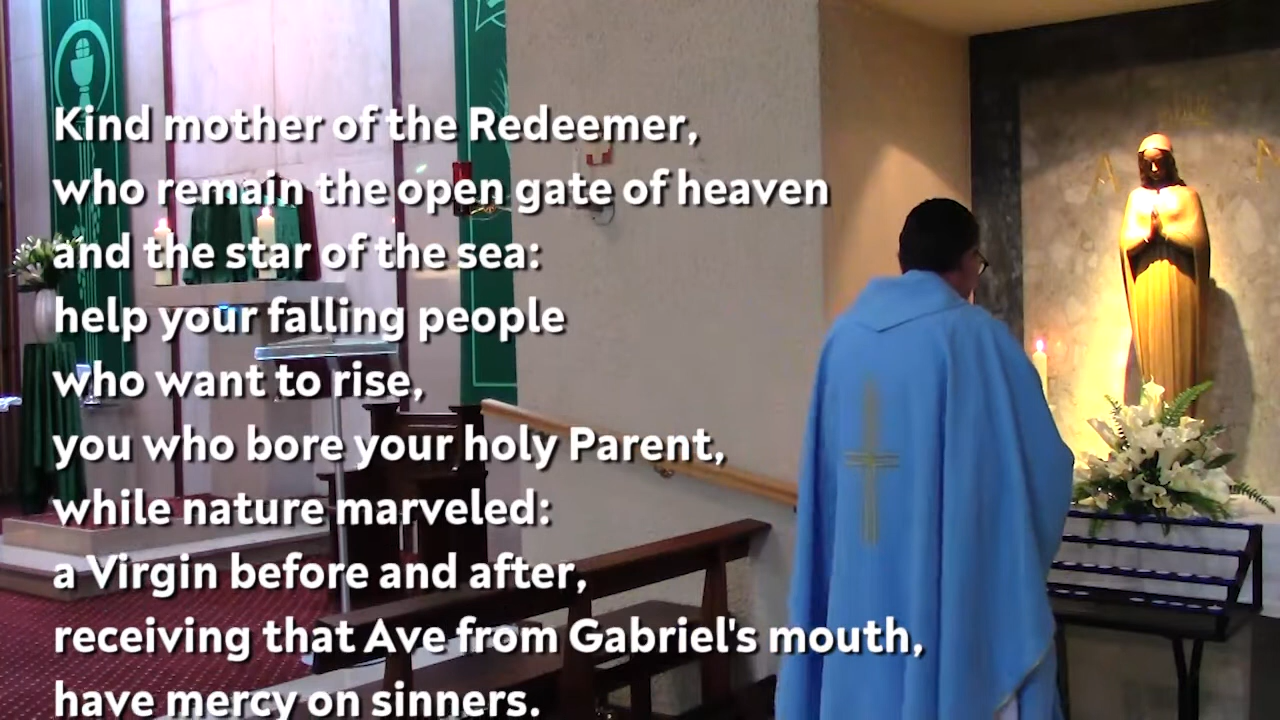 Kind mother of the Redeemer,
who remain the open gate of heaven
and the star of the sea:
help your falling people
who want to rise,
you who bore your holy Parent,
while nature marveled:
a Virgin before and after,
receiving that Ave from Gabriel's mouth,
have mercy on sinners.
A M